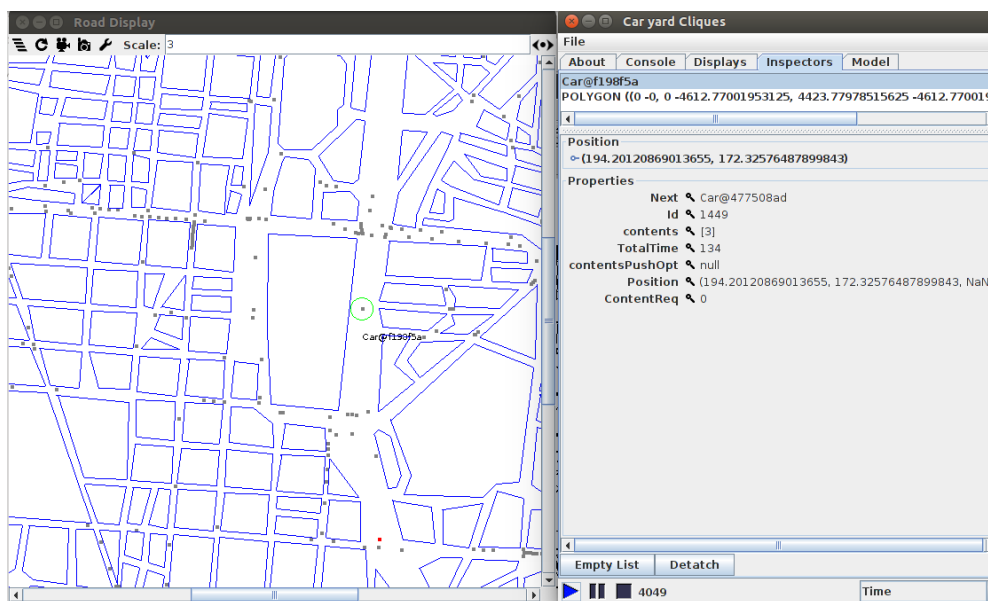 Road Display
Scale: 3
Car@f198f5a
Car yard Cliques
File
About Console Displays Inspectors Model
Car@f198f5a
POLYGON ((0 -0, 0 -4612.77001953125, 4423.77978515625 -4612.770019
Position
(194.20120869013655, 172.32576487899843)
Properties
Next Car@477508ad
Id 1449
contents [3]
TotalTime 134
contentsPushOpt null
Position (194.20120869013655, 172.32576487899843, NaN
ContentReq 0
Empty List Detatch
4049 Time